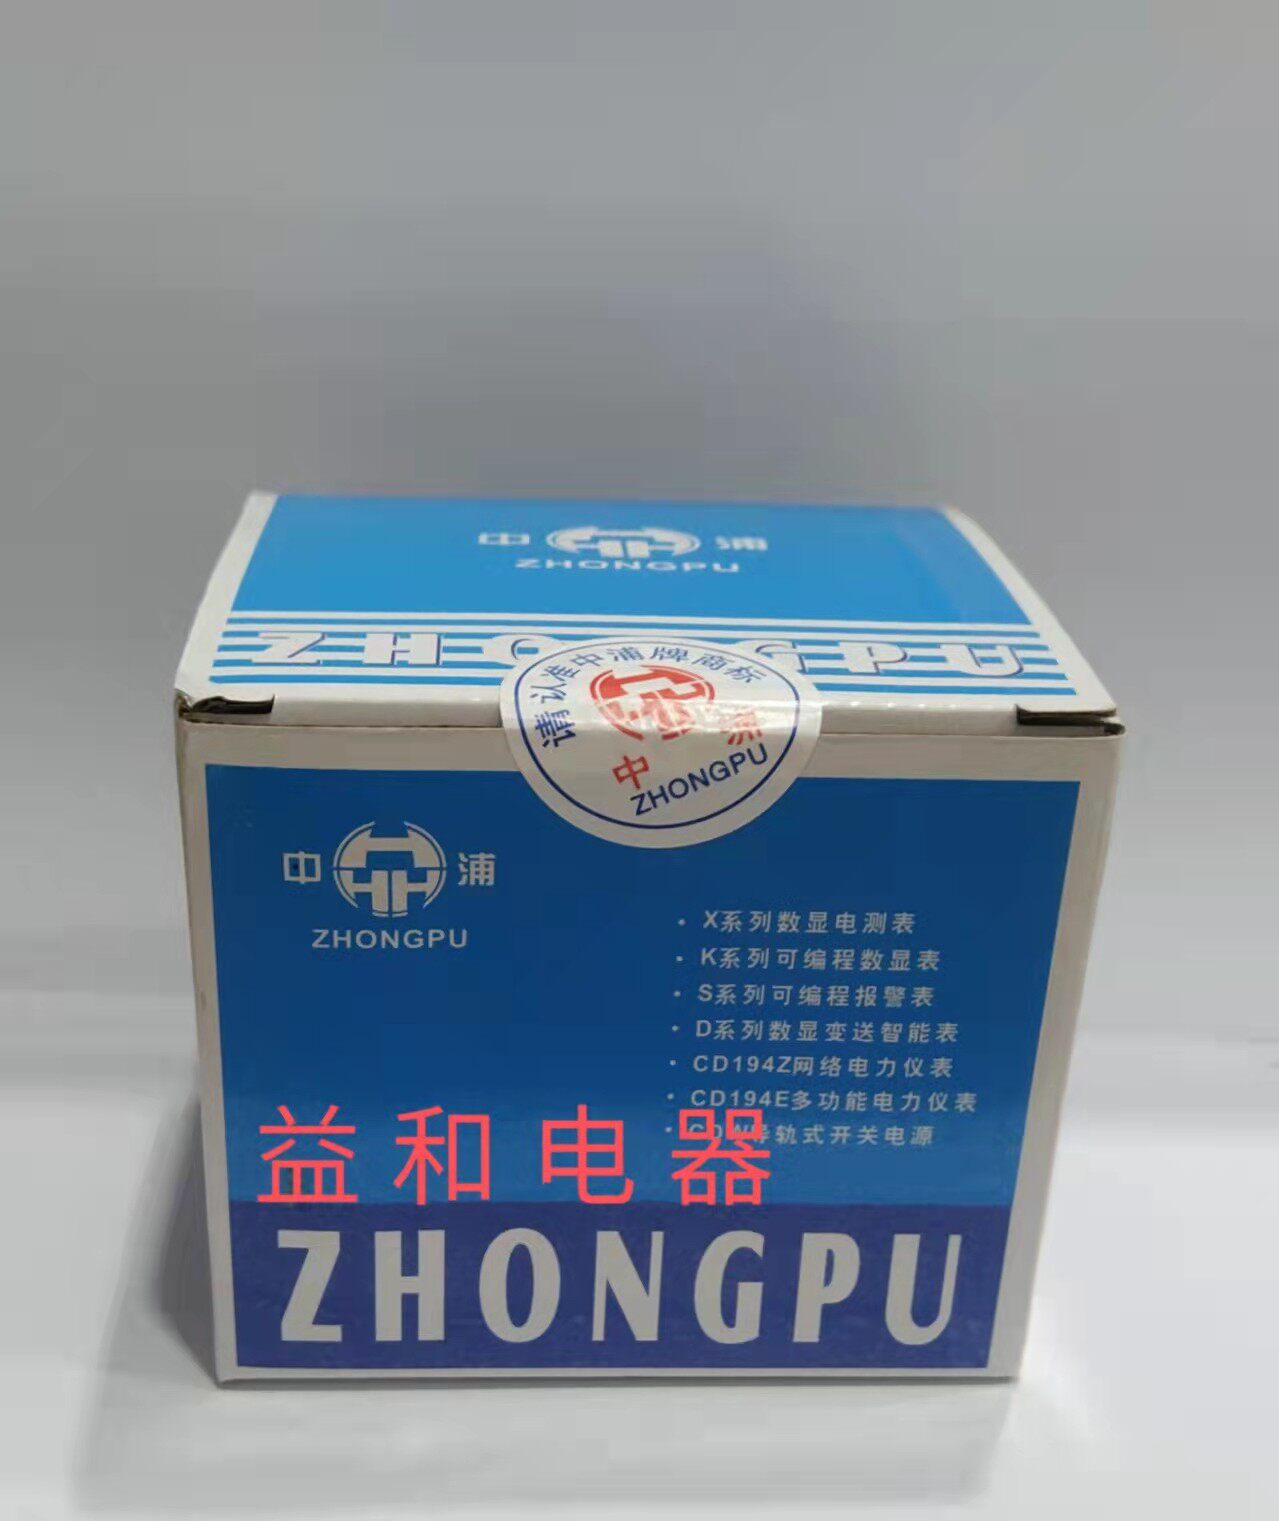 中 浦
ZHONGPU
ZHONGPU
请认准中浦牌商标
中 浦
ZHONGPU
中 浦
ZHONGPU
· X系列数显电测表
· K系列可编程数显表
· S系列可编程报警表
· D系列数显变送智能表
· CD194Z网络电力仪表
· CD194E多功能电力仪表
导轨式开关电源
益和电器
ZHONGPU